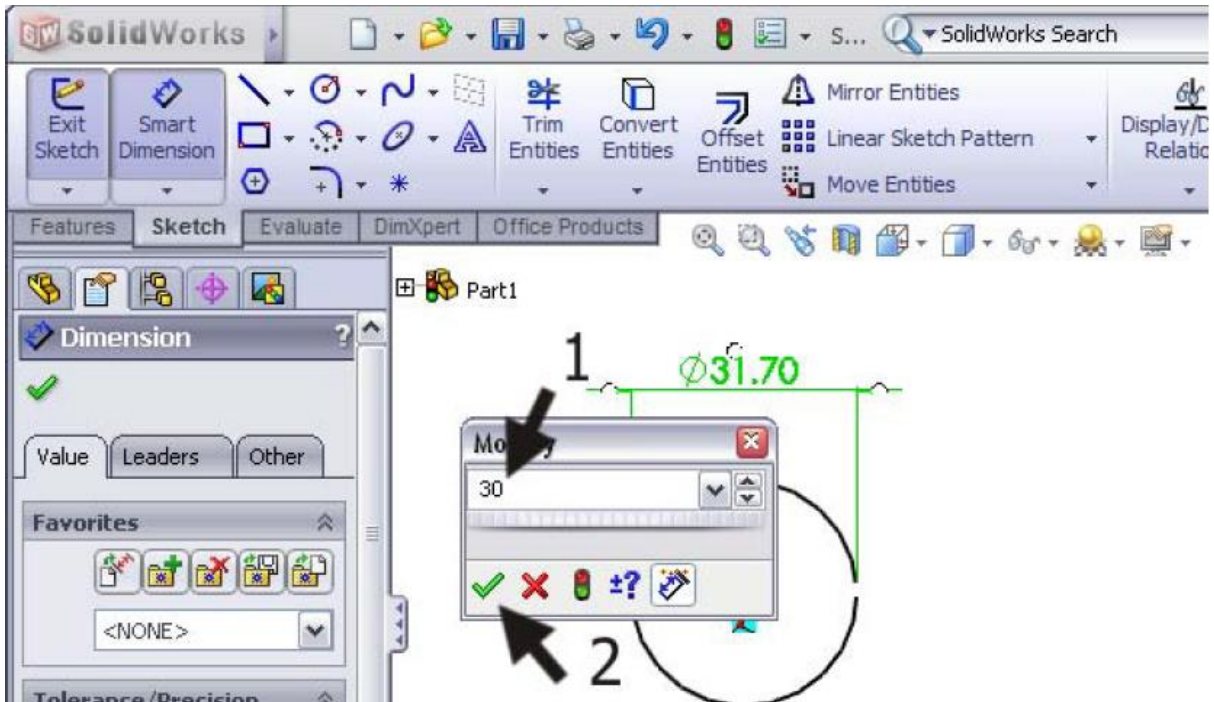 SolidWorks
S...
SolidWorks Search
Exit Sketch
Smart Dimension
Trim Entities
Convert Entities
Offset Entities
Mirror Entities
Linear Sketch Pattern
Move Entities
Display/D
Relatio
Features
Sketch
Evaluate
DimXpert
Office Products
Part1
Dimension
?
1
Ø31.70
Value
Leaders
Other
30
Favorites
±?
<NONE>
2
Tolerance/Precision